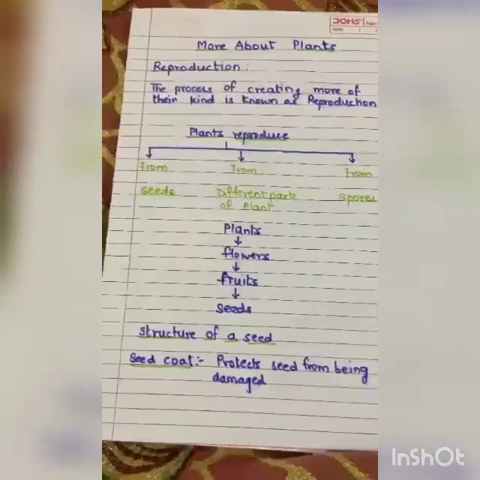 DOMS
More About Plants
Reproduction:
The process of creating more of
their kind is known as Reproduction
Plants reproduce
from from from
seeds Different parts spores
of Plant
Plants
flowers
fruits
seeds
structure of a seed
Seed coat:- Protects seed from being
damaged
InShOt